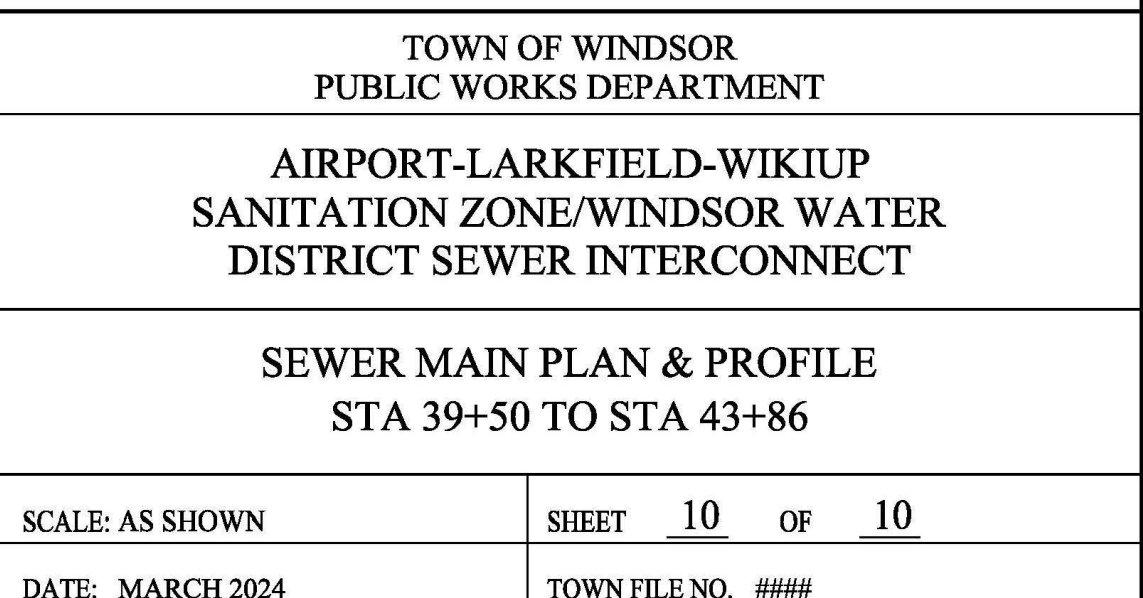 TOWN OF WINDSOR
PUBLIC WORKS DEPARTMENT
AIRPORT-LARKFIELD-WIKIUP
SANITATION ZONE/WINDSOR WATER
DISTRICT SEWER INTERCONNECT
SEWER MAIN PLAN & PROFILE
STA 39+50 TO STA 43+86
SCALE: AS SHOWN
SHEET 10 OF 10
DATE: MARCH 2024
TOWN FILE NO. ####